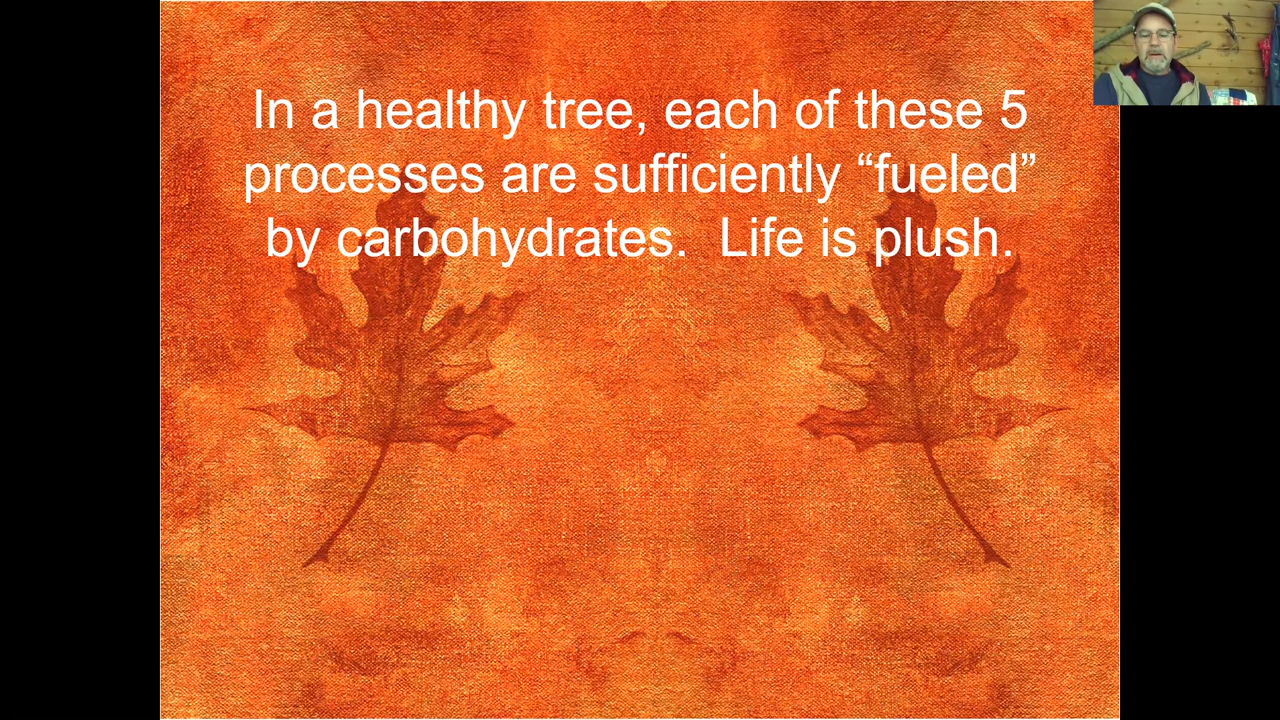 In a healthy tree, each of these 5
processes are sufficiently “fueled”
by carbohydrates.  Life is plush.